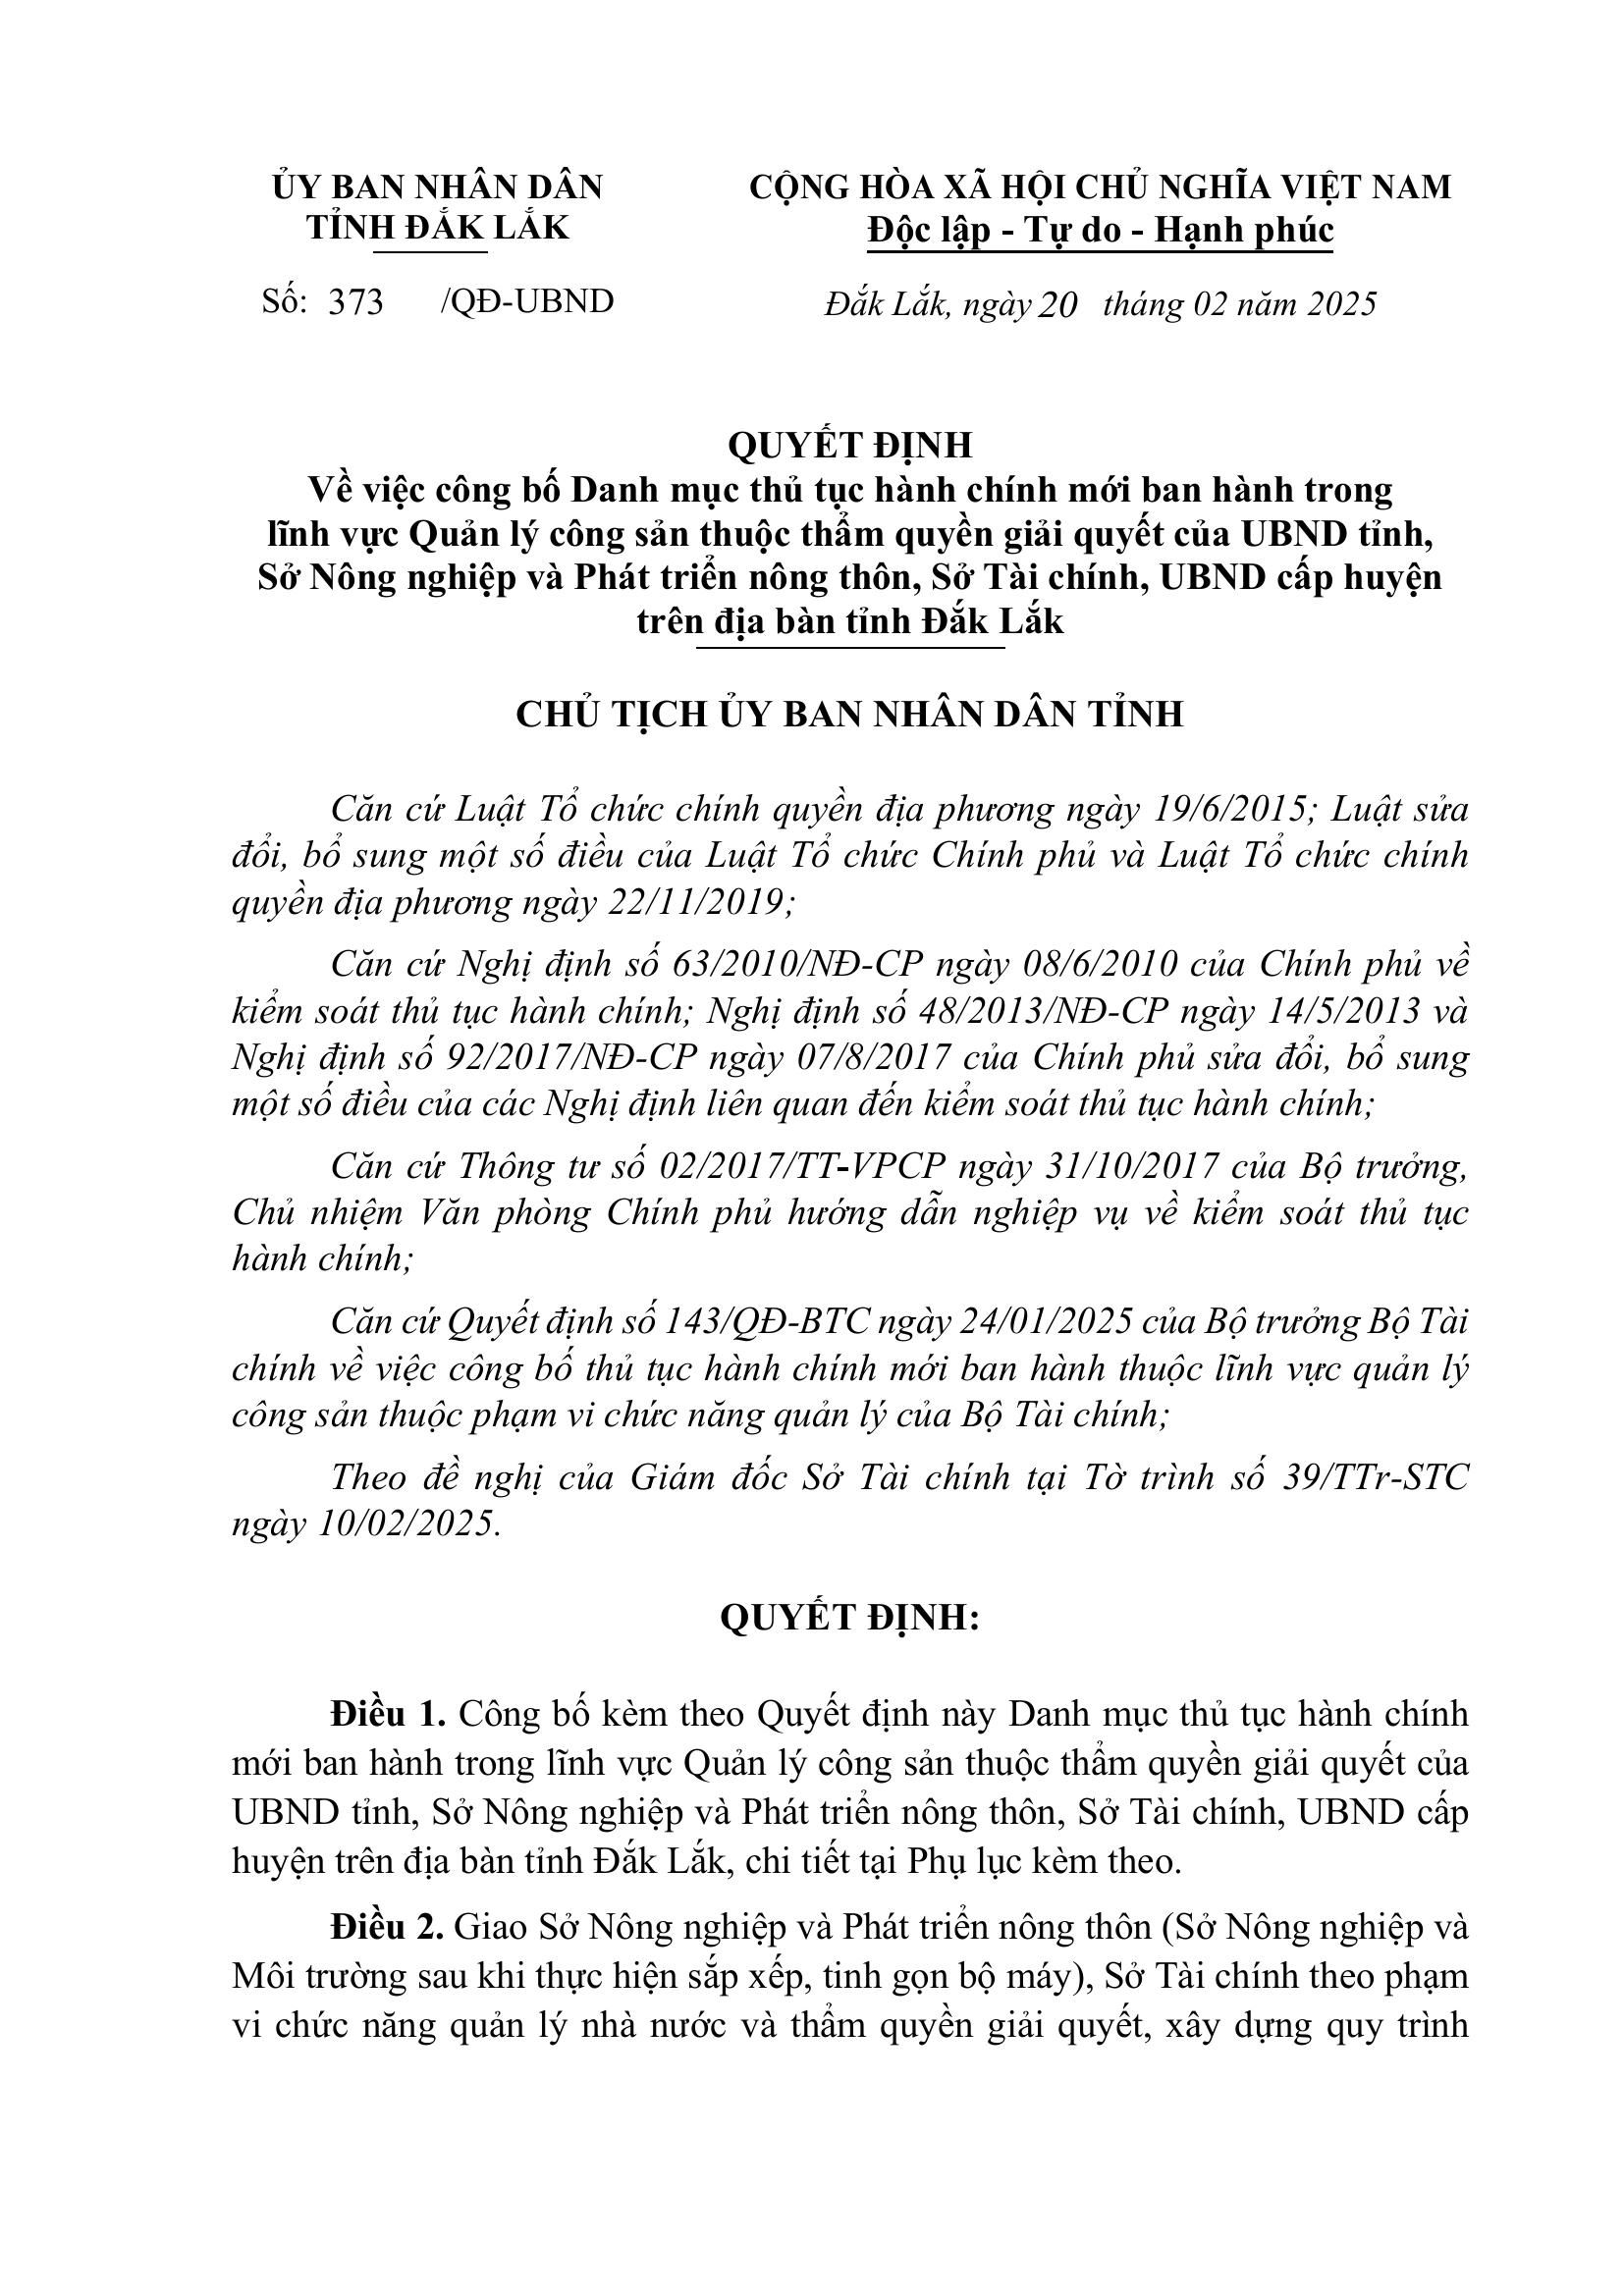 ỦY BAN NHÂN DÂN
TỈNH ĐẮK LẮK
Số: 373 /QĐ-UBND
CỘNG HÒA XÃ HỘI CHỦ NGHĨA VIỆT NAM
Độc lập - Tự do - Hạnh phúc
Đắk Lắk, ngày 20 tháng 02 năm 2025
QUYẾT ĐỊNH
Về việc công bố Danh mục thủ tục hành chính mới ban hành trong
lĩnh vực Quản lý công sản thuộc thẩm quyền giải quyết của UBND tỉnh,
Sở Nông nghiệp và Phát triển nông thôn, Sở Tài chính, UBND cấp huyện
trên địa bàn tỉnh Đắk Lắk
CHỦ TỊCH ỦY BAN NHÂN DÂN TỈNH
Căn cứ Luật Tổ chức chính quyền địa phương ngày 19/6/2015; Luật sửa
đổi, bổ sung một số điều của Luật Tổ chức Chính phủ và Luật Tổ chức chính
quyền địa phương ngày 22/11/2019;
Căn cứ Nghị định số 63/2010/NĐ-CP ngày 08/6/2010 của Chính phủ về
kiểm soát thủ tục hành chính; Nghị định số 48/2013/NĐ-CP ngày 14/5/2013 và
Nghị định số 92/2017/NĐ-CP ngày 07/8/2017 của Chính phủ sửa đổi, bổ sung
một số điều của các Nghị định liên quan đến kiểm soát thủ tục hành chính;
Căn cứ Thông tư số 02/2017/TT-VPCP ngày 31/10/2017 của Bộ trưởng,
Chủ nhiệm Văn phòng Chính phủ hướng dẫn nghiệp vụ về kiểm soát thủ tục
hành chính;
Căn cứ Quyết định số 143/QĐ-BTC ngày 24/01/2025 của Bộ trưởng Bộ Tài
chính về việc công bố thủ tục hành chính mới ban hành thuộc lĩnh vực quản lý
công sản thuộc phạm vi chức năng quản lý của Bộ Tài chính;
Theo đề nghị của Giám đốc Sở Tài chính tại Tờ trình số 39/TTr-STC
ngày 10/02/2025.
QUYẾT ĐỊNH:
Điều 1. Công bố kèm theo Quyết định này Danh mục thủ tục hành chính
mới ban hành trong lĩnh vực Quản lý công sản thuộc thẩm quyền giải quyết của
UBND tỉnh, Sở Nông nghiệp và Phát triển nông thôn, Sở Tài chính, UBND cấp
huyện trên địa bàn tỉnh Đắk Lắk, chi tiết tại Phụ lục kèm theo.
Điều 2. Giao Sở Nông nghiệp và Phát triển nông thôn (Sở Nông nghiệp và
Môi trường sau khi thực hiện sắp xếp, tinh gọn bộ máy), Sở Tài chính theo phạm
vi chức năng quản lý nhà nước và thẩm quyền giải quyết, xây dựng quy trình